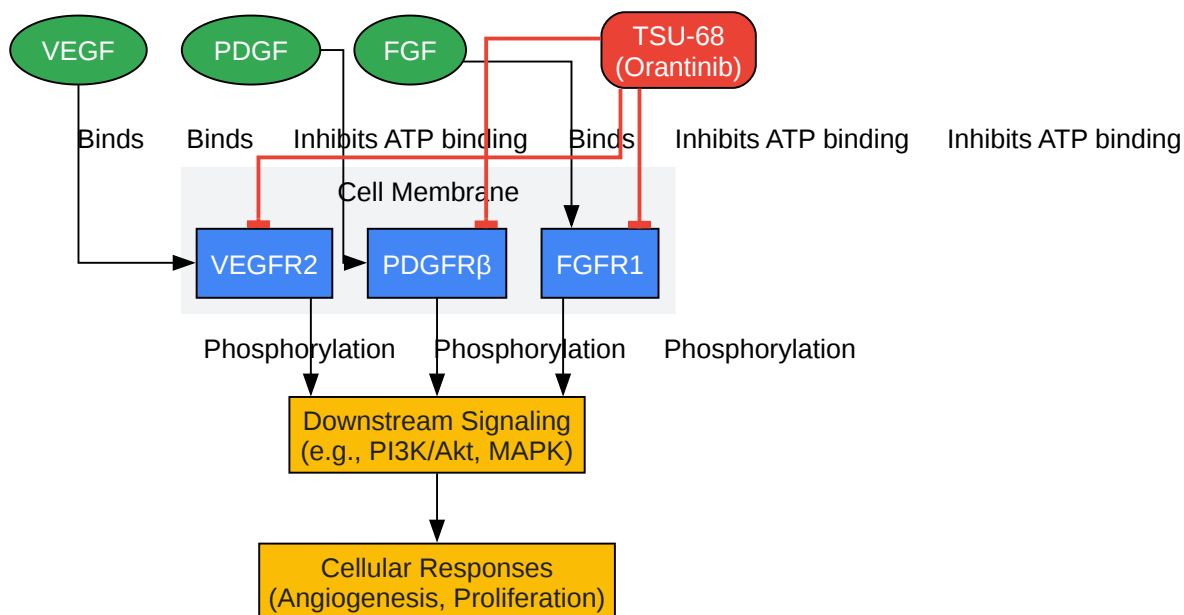 VEGF
PDGF
FGF
TSU-68
(Orantinib)
Binds
Binds
Inhibits ATP binding
Binds
Inhibits ATP binding
Inhibits ATP binding
Cell Membrane
VEGFR2
PDGFRβ
FGFR1
Phosphorylation
Phosphorylation
Phosphorylation
Downstream Signaling
(e.g., PI3K/Akt, MAPK)
Cellular Responses
(Angiogenesis, Proliferation)